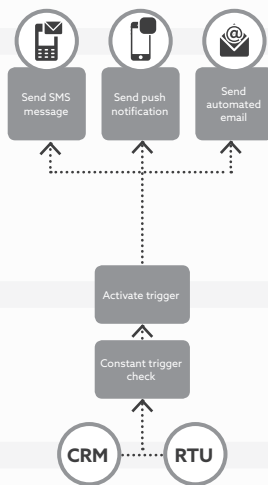 @
Send SMS
message
Send push
notification
Send
automated
email
Activate trigger
Constant trigger
check
CRM
RTU